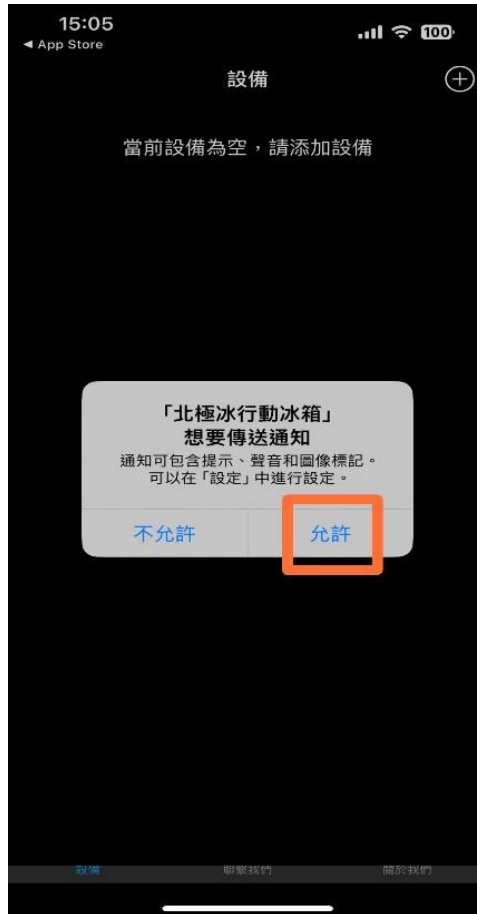 15:05
100
◀ App Store
設備
當前設備為空，請添加設備
「北極冰行動冰箱」
想要傳送通知
通知可包含提示、聲音和圖像標記。
可以在「設定」中進行設定。
不允許
允許
設備
聯繫我們
關於我們